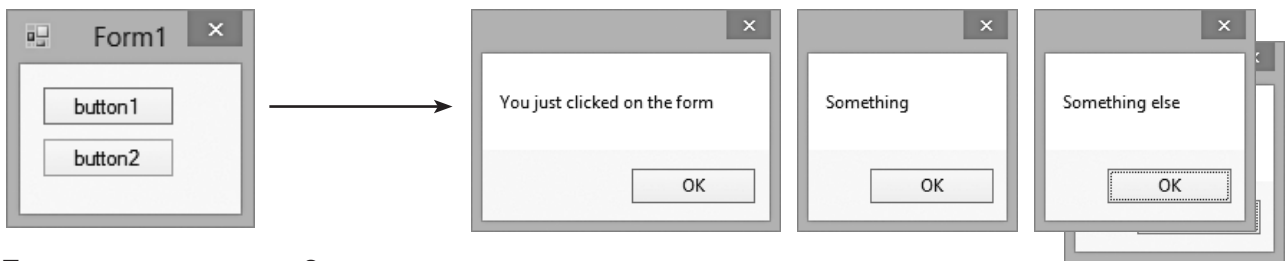 Form1
button1
button2
You just clicked on the form
OK
Something
OK
Something else
OK